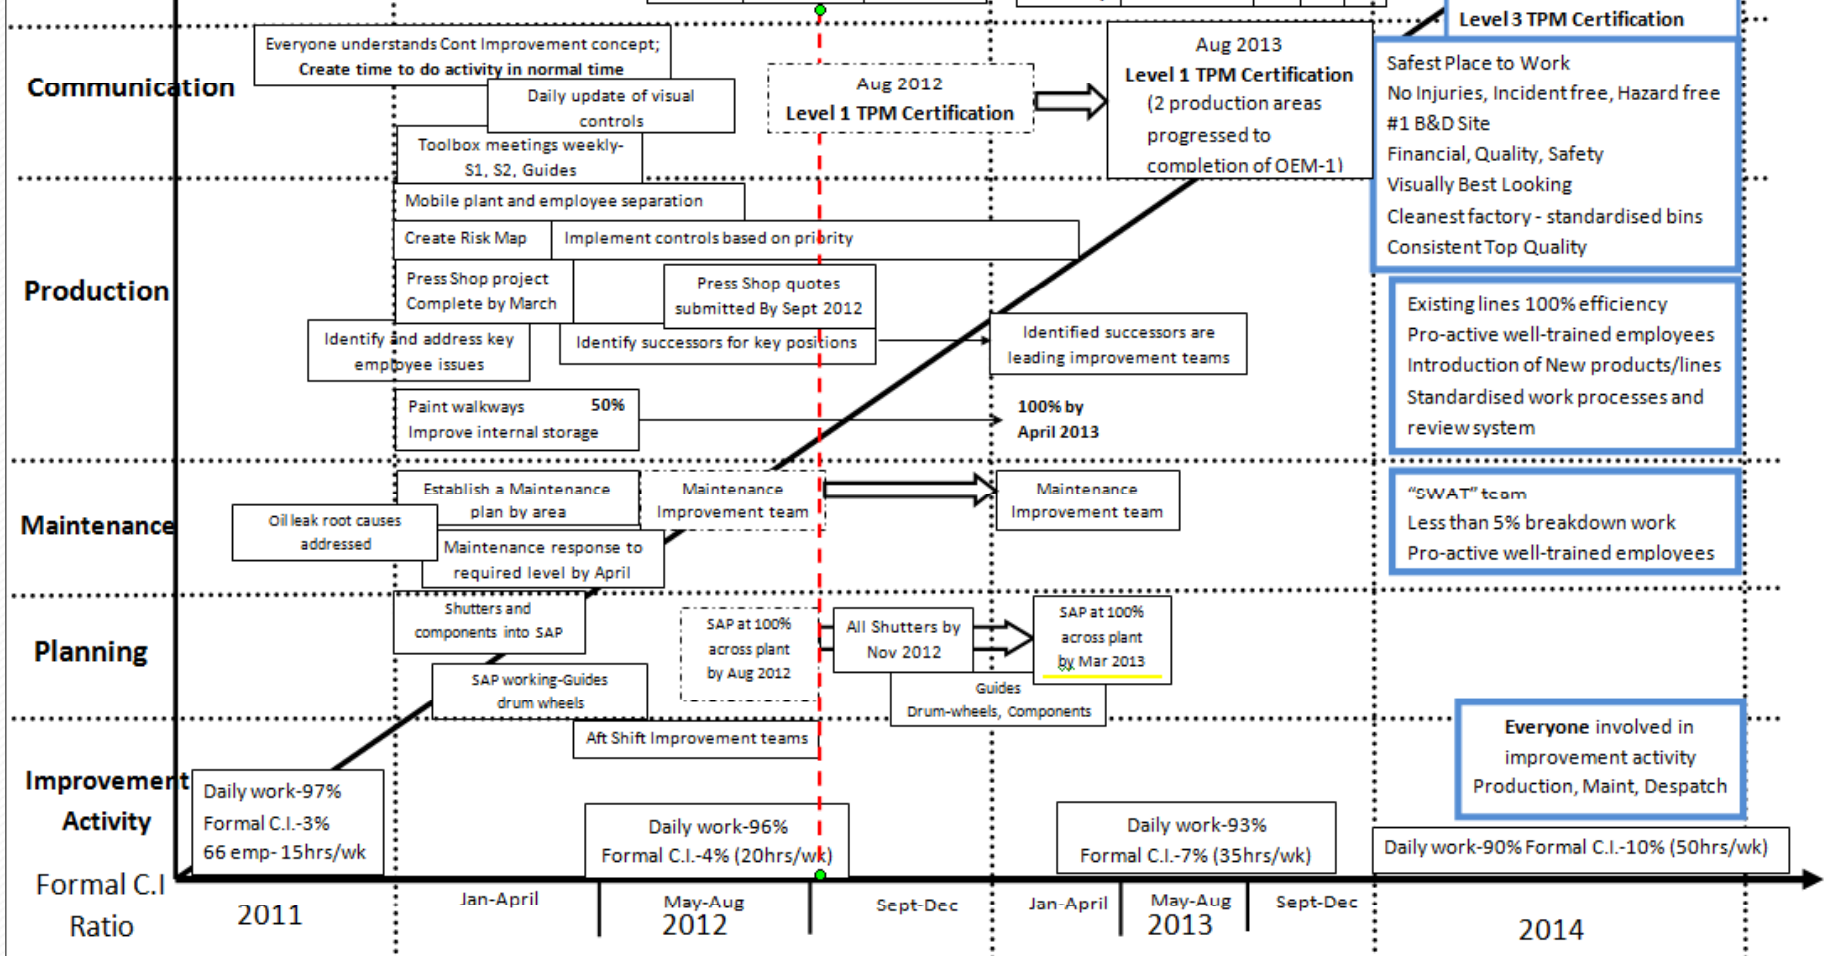 Level 3 TPM Certification
Communication
Everyone understands Cont Improvement concept;
Create time to do activity in normal time
Daily update of visual
controls
Toolbox meetings weekly-
S1, S2, Guides
Aug 2012
Level 1 TPM Certification
Aug 2013
Level 1 TPM Certification
(2 production areas
progressed to
completion of OEM-1)
Safest Place to Work
No Injuries, Incident free, Hazard free
#1 B&D Site
Financial, Quality, Safety
Visually Best Looking
Cleanest factory - standardised bins
Consistent Top Quality
Production
Mobile plant and employee separation
Create Risk Map
Implement controls based on priority
Press Shop project
Complete by March
Press Shop quotes
submitted By Sept 2012
Identify and address key
employee issues
Identify successors for key positions
Identified successors are
leading improvement teams
Paint walkways 50%
Improve internal storage
100% by
April 2013
Existing lines 100% efficiency
Pro-active well-trained employees
Introduction of New products/lines
Standardised work processes and
review system
Maintenance
Oil leak root causes
addressed
Establish a Maintenance
plan by area
Maintenance response to
required level by April
Maintenance
Improvement team
Maintenance
Improvement team
“SWAT” team
Less than 5% breakdown work
Pro-active well-trained employees
Planning
Shutters and
components into SAP
SAP working-Guides
drum wheels
SAP at 100%
across plant
by Aug 2012
All Shutters by
Nov 2012
Guides
Drum-wheels, Components
SAP at 100%
across plant
by Mar 2013
Improvement
Activity
Aft Shift Improvement teams
Everyone involved in
improvement activity
Production, Maint, Despatch
Daily work-97%
Formal C.I.-3%
66 emp- 15hrs/wk
Daily work-96%
Formal C.I.-4% (20hrs/wk)
Daily work-93%
Formal C.I.-7% (35hrs/wk)
Daily work-90% Formal C.I.-10% (50hrs/wk)
Formal C.I
Ratio
2011
Jan-April
May-Aug
2012
Sept-Dec
Jan-April
May-Aug
2013
Sept-Dec
2014